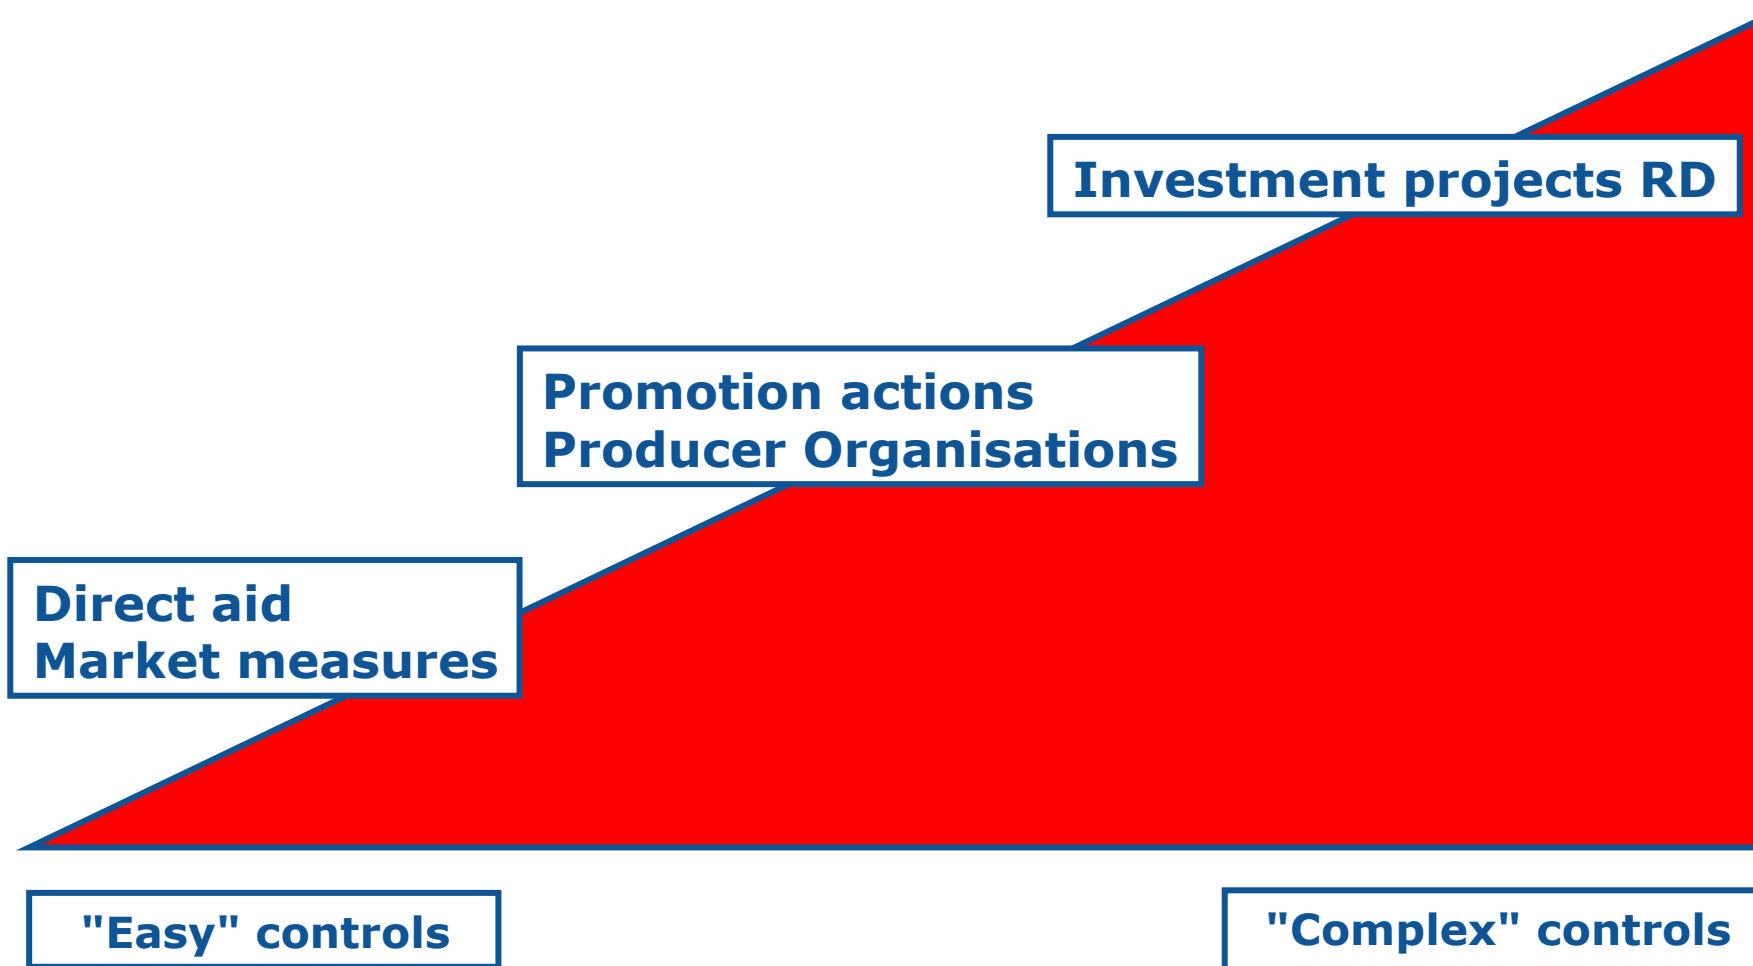 Investment projects RD
Promotion actions
Producer Organisations
Direct aid
Market measures
"Easy" controls
"Complex" controls